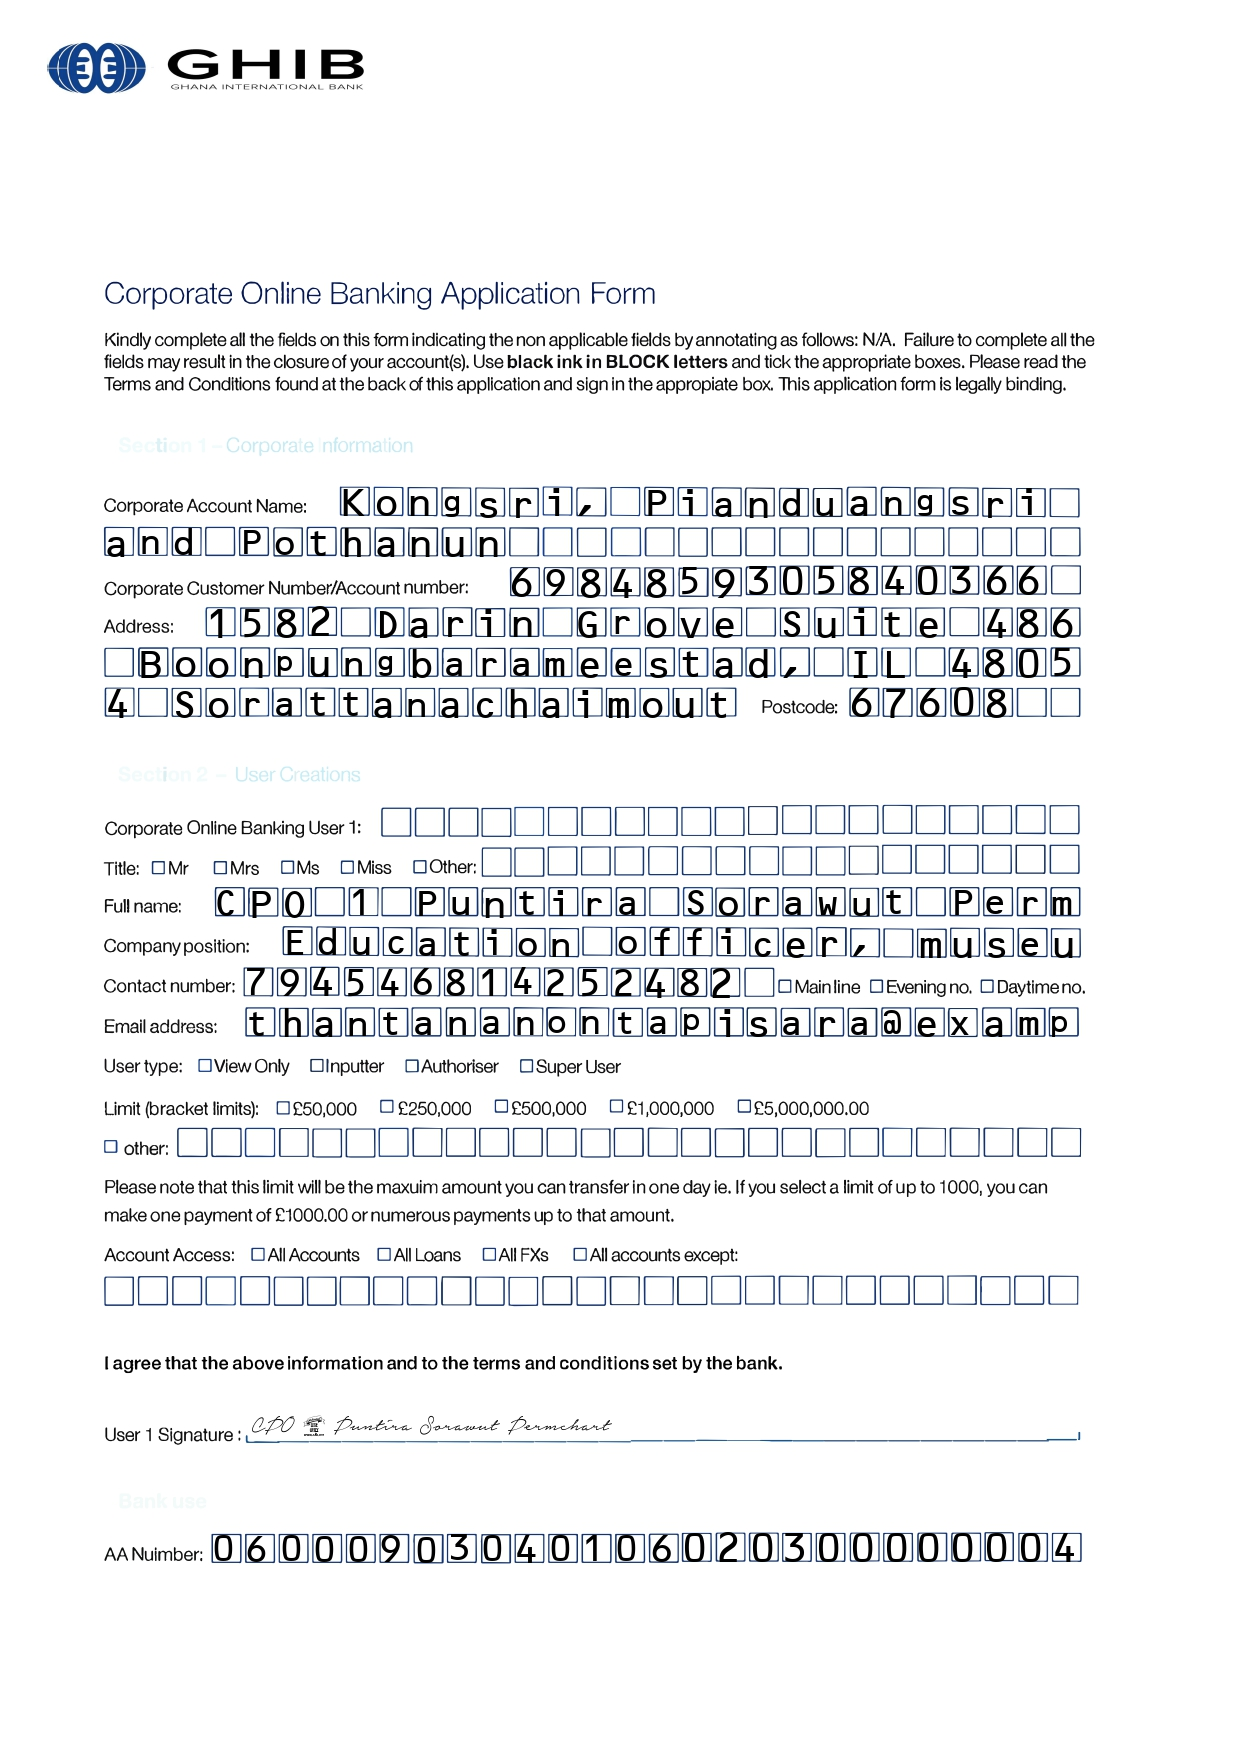 GHIB
GHANA INTERNATIONAL BANK
Corporate Online Banking Application Form
Kindly complete all the fields on this form indicating the non applicable fields by annotating as follows: N/A. Failure to complete all the
fields may result in the closure of your account(s). Use black ink in BLOCK letters and tick the appropriate boxes. Please read the
Terms and Conditions found at the back of this application and sign in the appropiate box. This application form is legally binding.
Section 1 – Corporate Information
Corporate Account Name: Kongsri, Pianduangsri
and Pothanun
Corporate Customer Number/Account number: 6984859305840366
Address: 1582 Darin Grove Suite 486
Boonpungbarameestad, IL 4805
4 Sorattanachaimout Postcode: 67608
Section 2 – User Creations
Corporate Online Banking User 1:
Title: Mr Mrs Ms Miss Other:
Full name: CPO 1 Puntira Sorawut Perm
Company position: Education officer, museu
Contact number: 794546814252482 Main line Evening no. Daytime no.
Email address: thantananontapisara@examp
User type: View Only Inputter Authoriser Super User
Limit (bracket limits): £50,000 £250,000 £500,000 £1,000,000 £5,000,000.00
other:
Please note that this limit will be the maxuim amount you can transfer in one day ie. If you select a limit of up to 1000, you can
make one payment of £1000.00 or numerous payments up to that amount.
Account Access: All Accounts All Loans All FXs All accounts except:
I agree that the above information and to the terms and conditions set by the bank.
User 1 Signature : CPO Puntira Sorawut Permchart
Bank use
AA Nuimber: 06000903040106020300000004